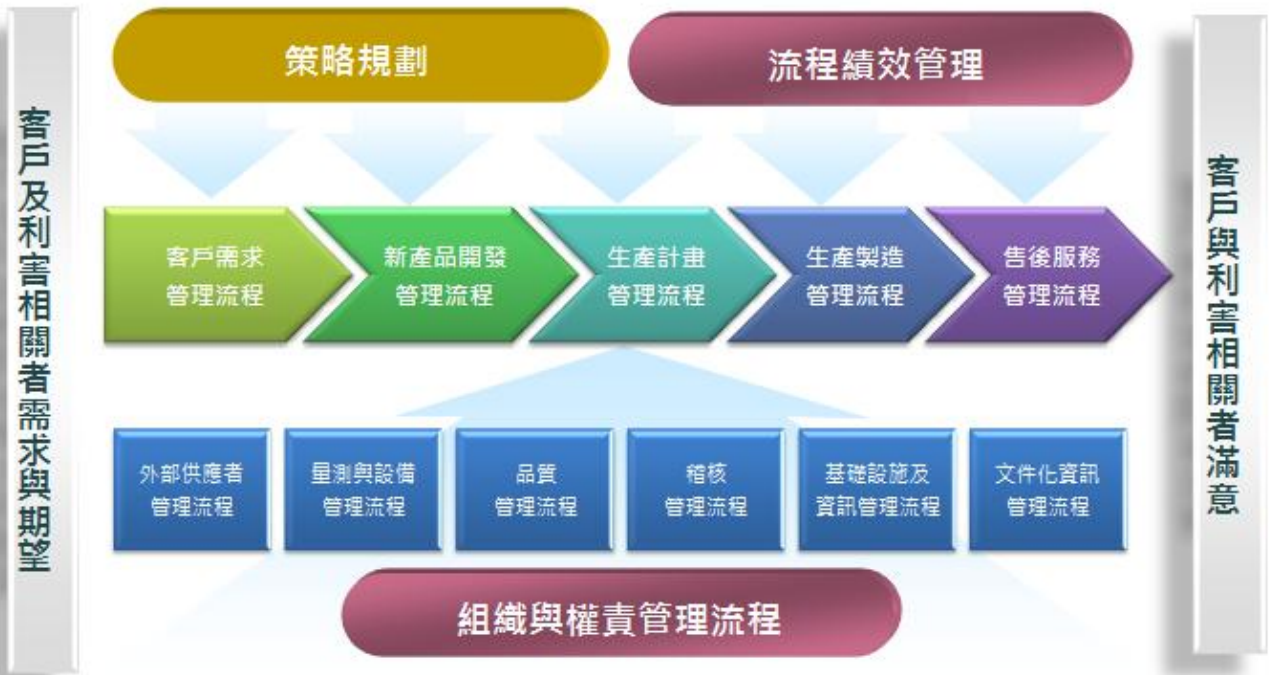 客戶及利害相關者需求與期望
策略規劃
流程績效管理
客戶需求
管理流程
新產品開發
管理流程
生產計畫
管理流程
生產製造
管理流程
售後服務
管理流程
外部供應者
管理流程
量測與設備
管理流程
品質
管理流程
稽核
管理流程
基礎設施及
資訊管理流程
文件化資訊
管理流程
組織與權責管理流程
客戶與利害相關者滿意